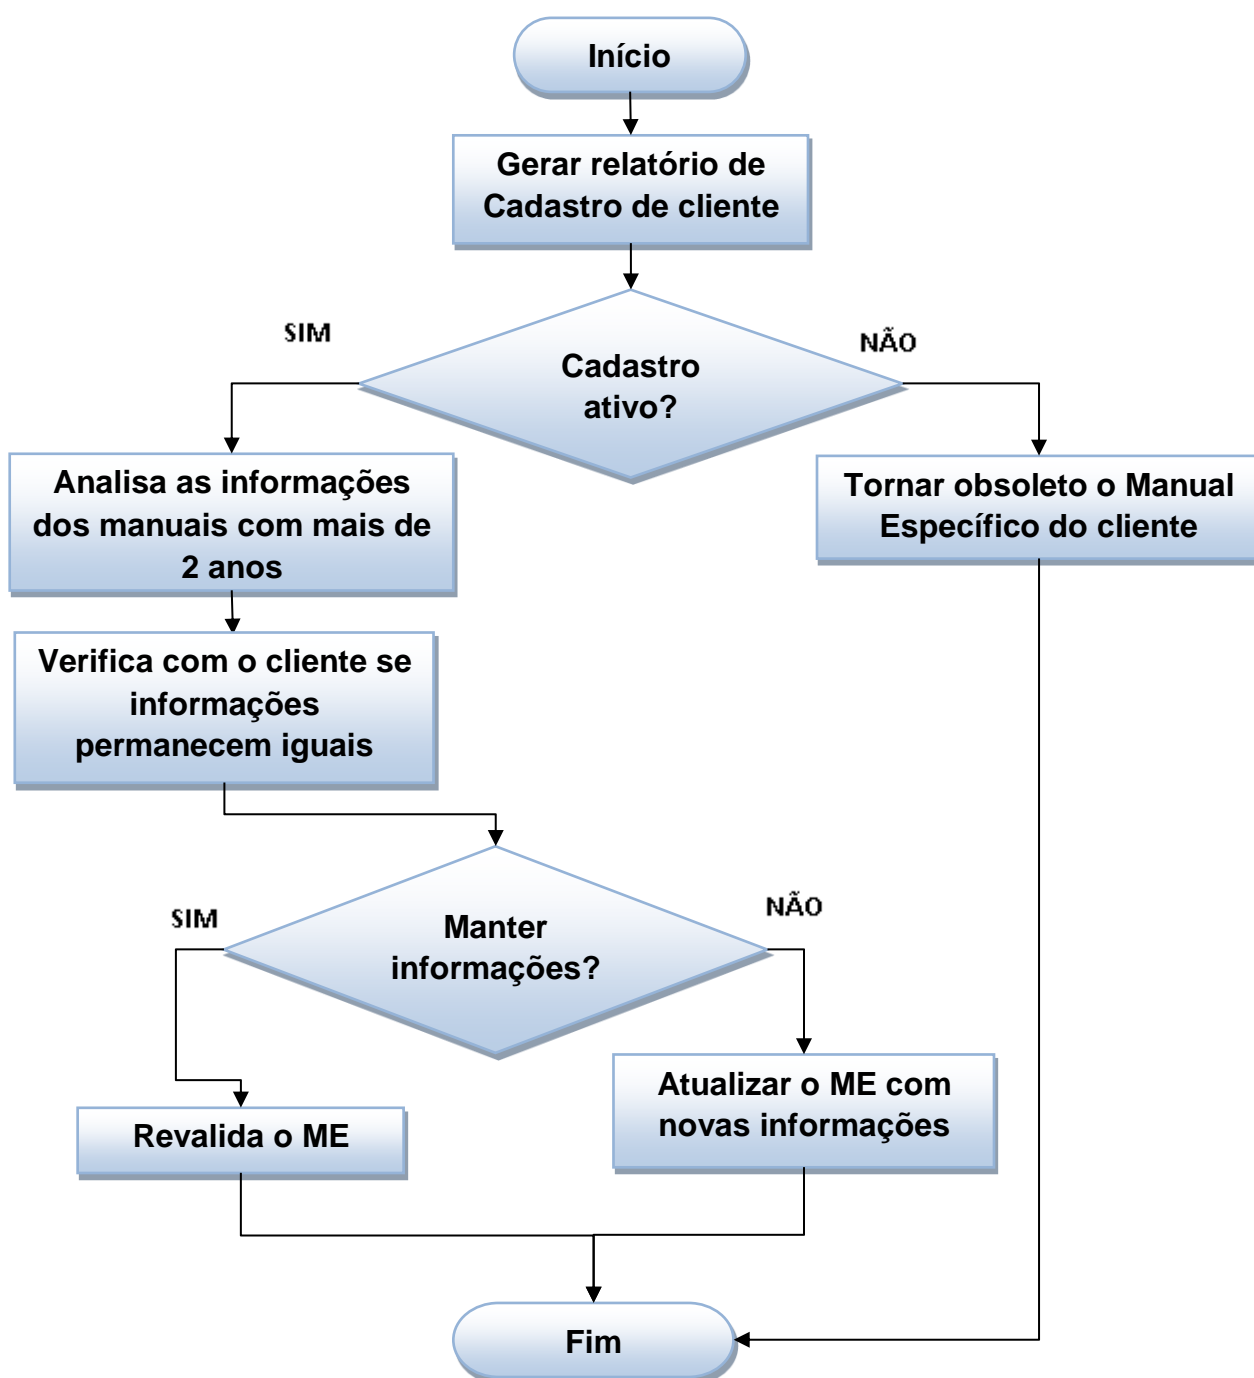 Início
Gerar relatório de
Cadastro de cliente
SIM
NÃO
Cadastro
ativo?
Analisa as informações
dos manuais com mais de
2 anos
Tornar obsoleto o Manual
Específico do cliente
Verifica com o cliente se
informações
permanecem iguais
SIM
NÃO
Manter
informações?
Atualizar o ME com
novas informações
Revalida o ME
Fim